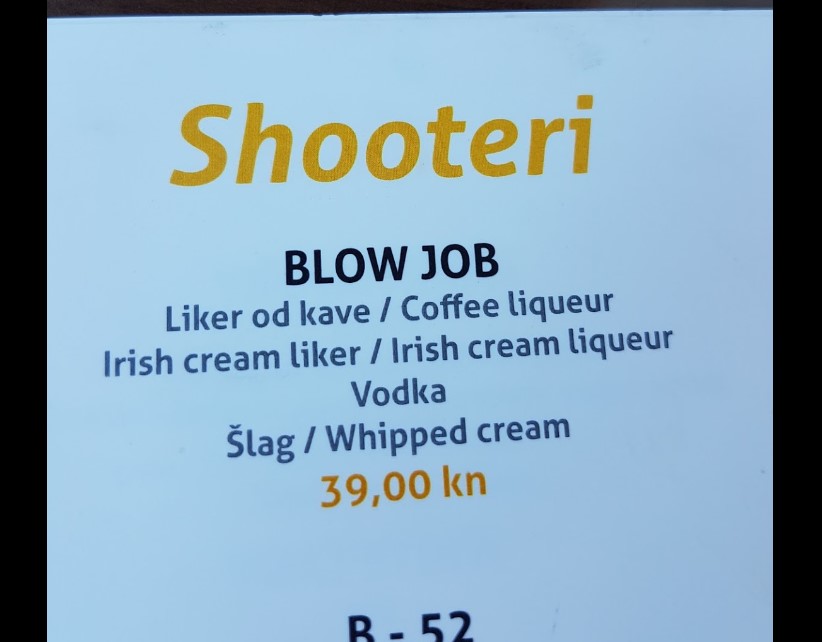 Shooteri
BLOW JOB
Liker od kave / Coffee liqueur
Irish cream liker / Irish cream liqueur
Vodka
Šlag / Whipped cream
39,00 kn
B - 52